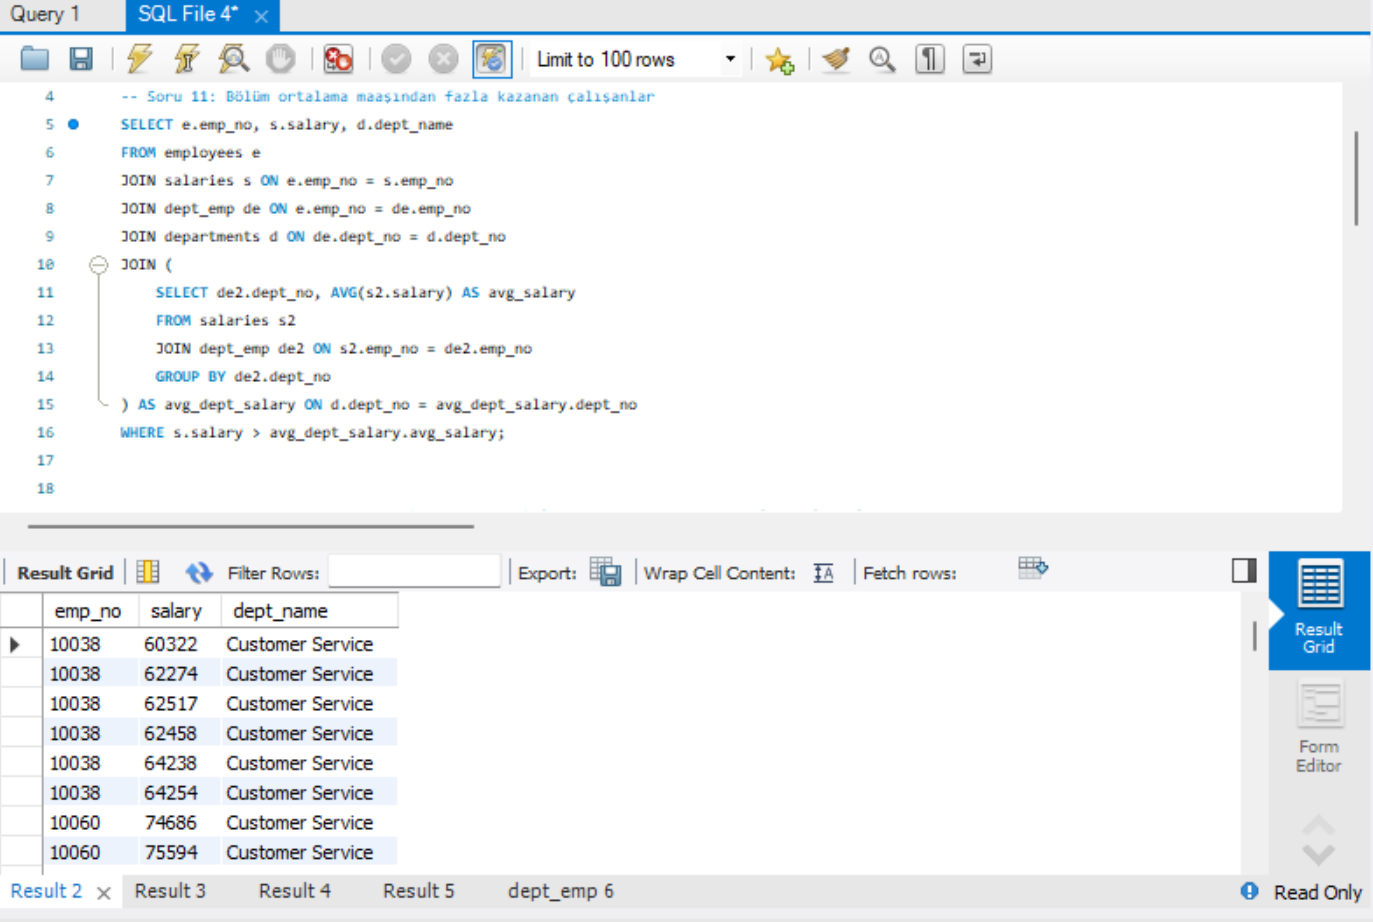 Query 1
SQL File 4*
Limit to 100 rows
4 -- Soru 11: Bölüm ortalama maaşından fazla kazanan çalışanlar
5 SELECT e.emp_no, s.salary, d.dept_name
6 FROM employees e
7 JOIN salaries s ON e.emp_no = s.emp_no
8 JOIN dept_emp de ON e.emp_no = de.emp_no
9 JOIN departments d ON de.dept_no = d.dept_no
10 JOIN (
11 SELECT de2.dept_no, AVG(s2.salary) AS avg_salary
12 FROM salaries s2
13 JOIN dept_emp de2 ON s2.emp_no = de2.emp_no
14 GROUP BY de2.dept_no
15 ) AS avg_dept_salary ON d.dept_no = avg_dept_salary.dept_no
16 WHERE s.salary > avg_dept_salary.avg_salary;
17
18
Result Grid Filter Rows: Export: Wrap Cell Content: Fetch rows:
emp_no salary dept_name
10038 60322 Customer Service
10038 62274 Customer Service
10038 62517 Customer Service
10038 62458 Customer Service
10038 64238 Customer Service
10038 64254 Customer Service
10060 74686 Customer Service
10060 75594 Customer Service
Result
Grid
Form
Editor
Result 2 Result 3 Result 4 Result 5 dept_emp 6 Read Only